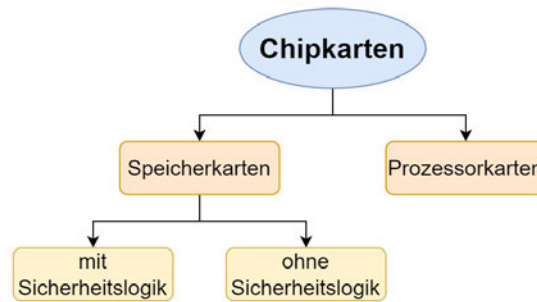 Chipkarten
Speicherkarten
Prozessorkarten
mit
Sicherheitslogik
ohne
Sicherheitslogik